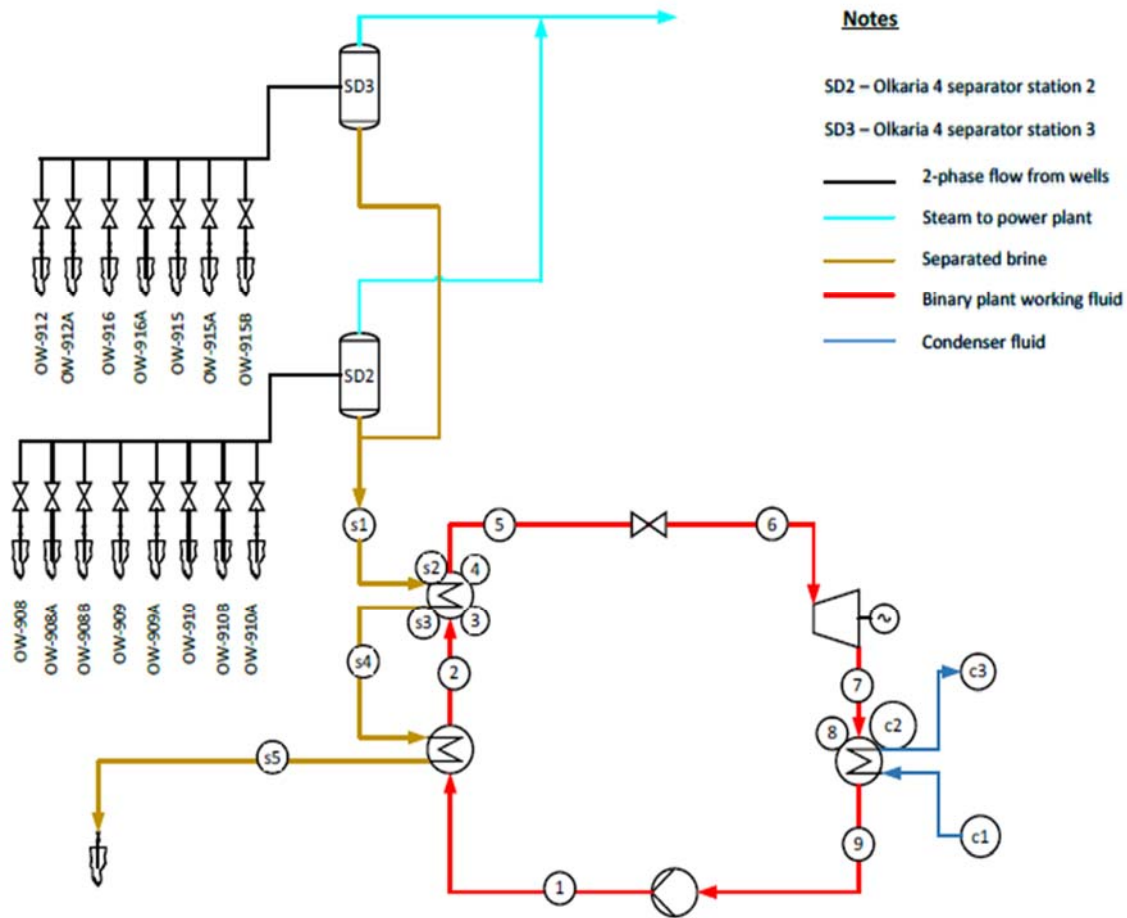 Notes
SD2 – Olkaria 4 separator station 2
SD3 – Olkaria 4 separator station 3
2-phase flow from wells
Steam to power plant
Separated brine
Binary plant working fluid
Condenser fluid
SD3
OW-912
OW-912A
OW-916
OW-916A
OW-915
OW-915A
OW-915B
SD2
OW-908
OW-908A
OW-908B
OW-909
OW-909A
OW-910
OW-910B
OW-910A
s1
5
6
s2
4
s3
3
s4
2
7
c3
8
c2
s5
9
c1
1